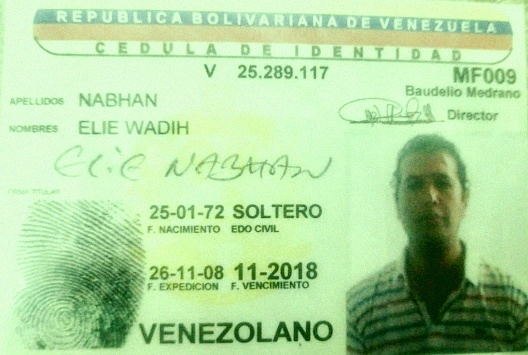 REPUBLICA BOLIVARIANA DE VENEZUELA
CEDULA DE IDENTIDAD
V 25.289.117
MF009
Baudelio Medrano
Director
APELLIDOS NABHAN
NOMBRES ELIE WADIH
ELIE NABHAN
FIRMA TITULAR
25-01-72 SOLTERO
F. NACIMIENTO EDO CIVIL
26-11-08 11-2018
F. EXPEDICION F. VENCIMIENTO
VENEZOLANO